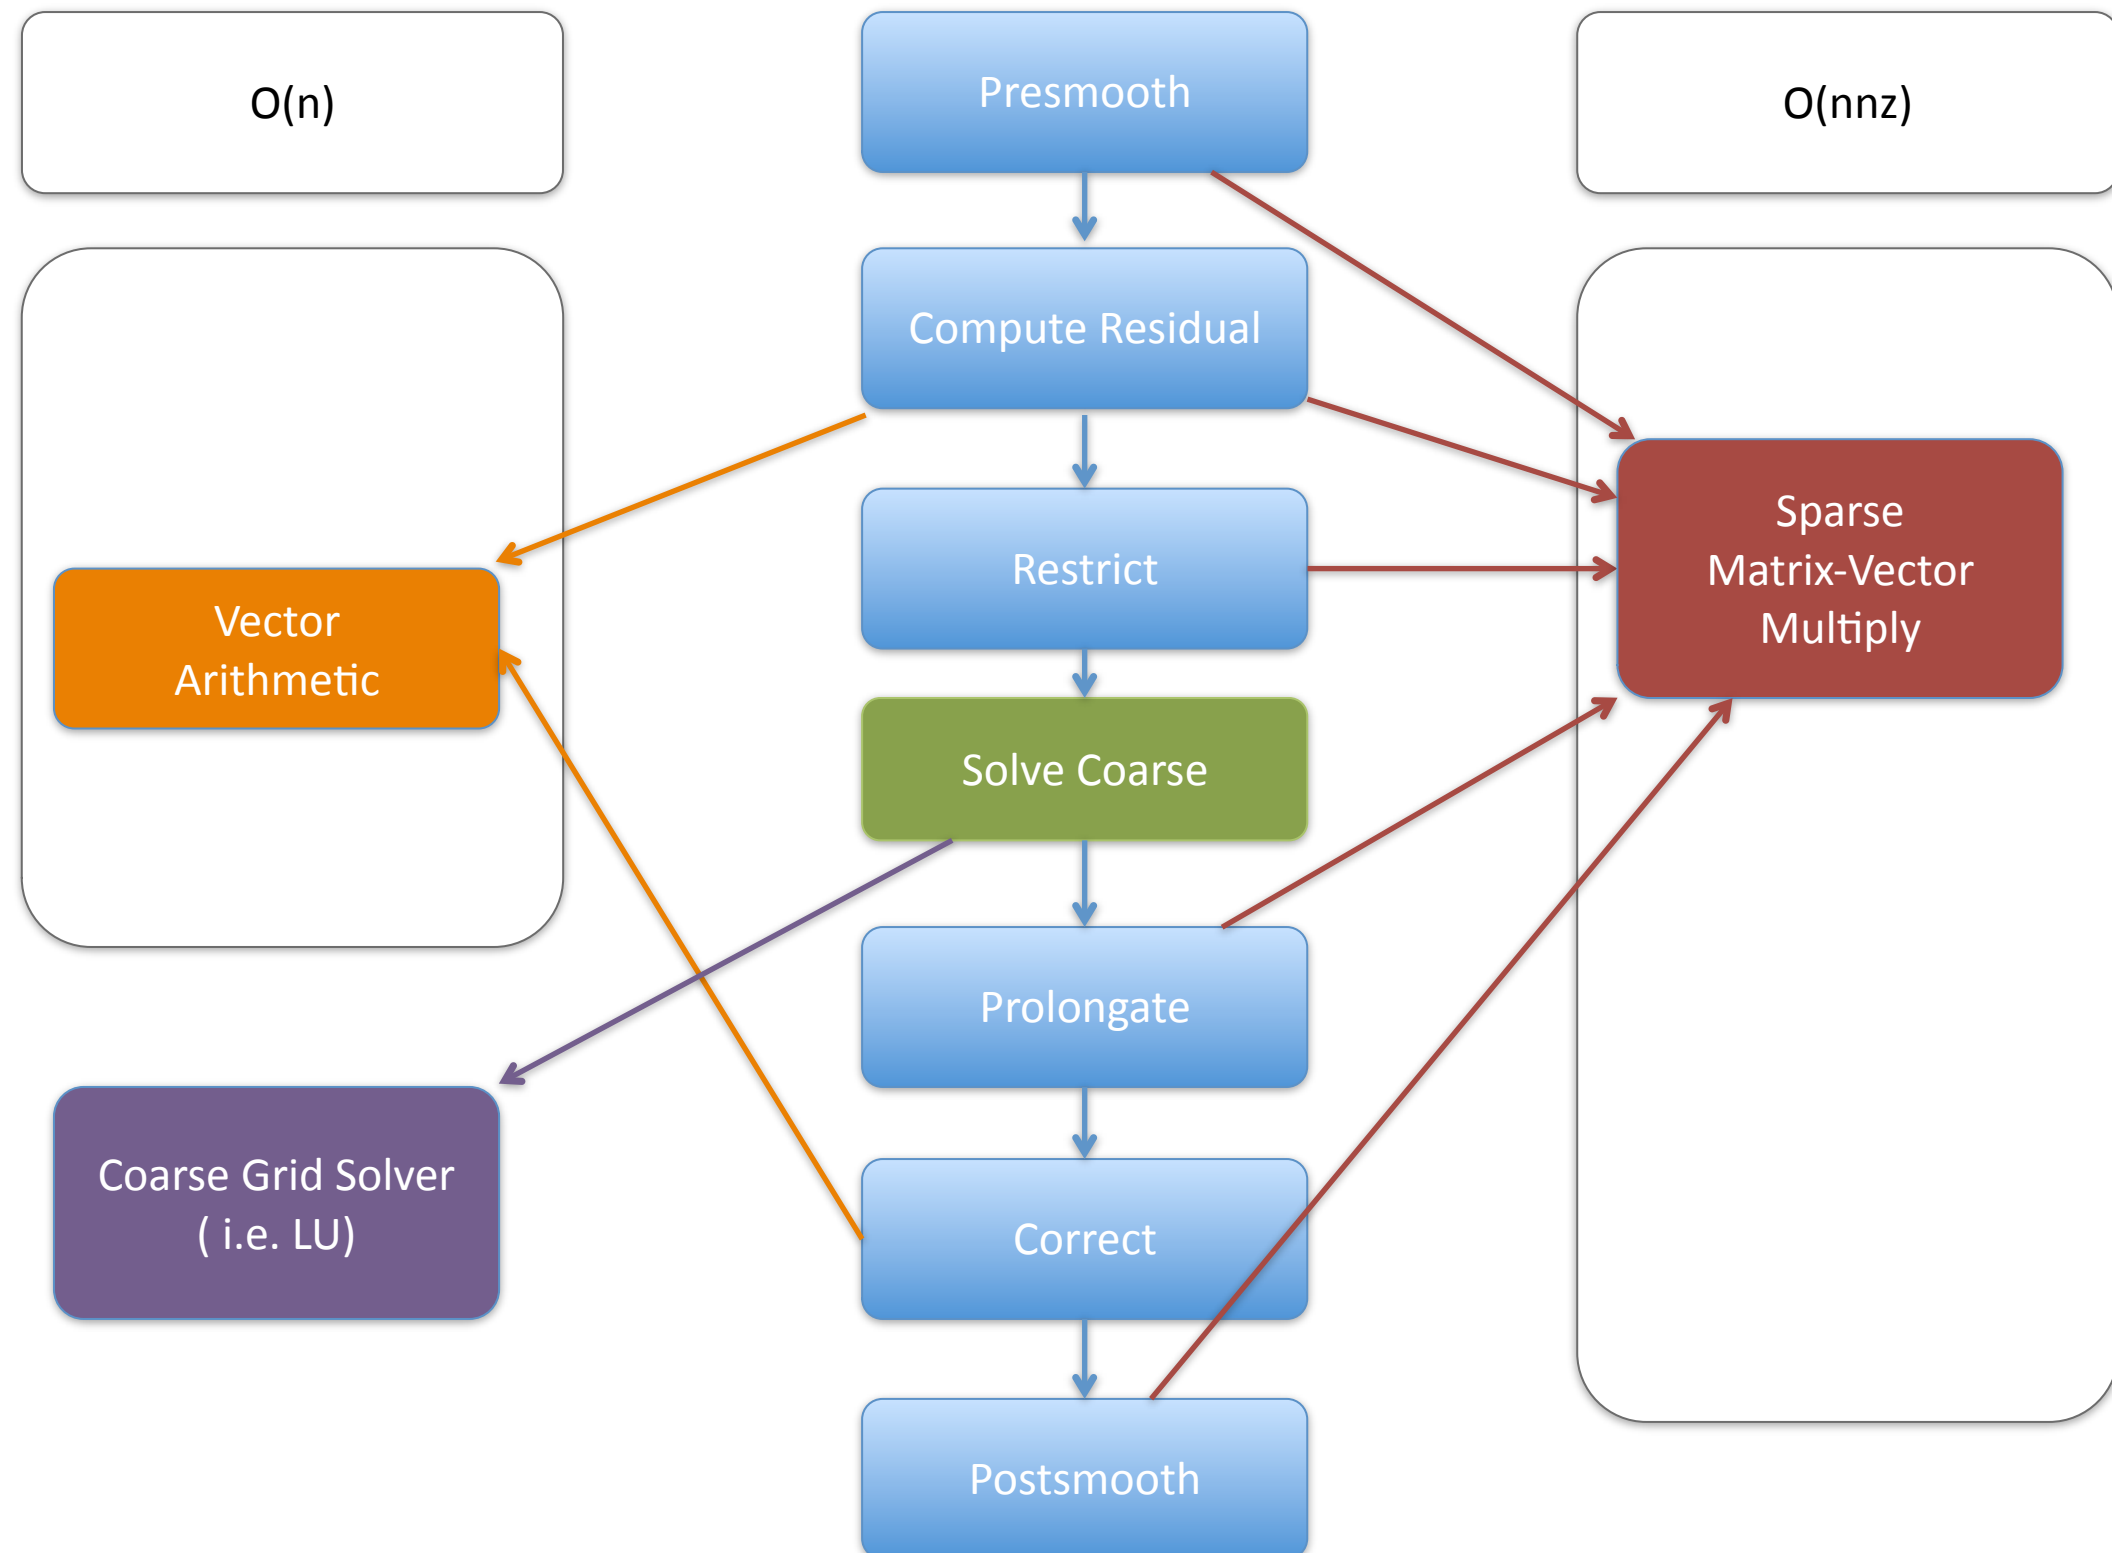 O(n)
Presmooth
O(nnz)
Compute Residual
Restrict
Sparse
Matrix-Vector
Multiply
Vector
Arithmetic
Solve Coarse
Prolongate
Coarse Grid Solver
( i.e. LU)
Correct
Postsmooth